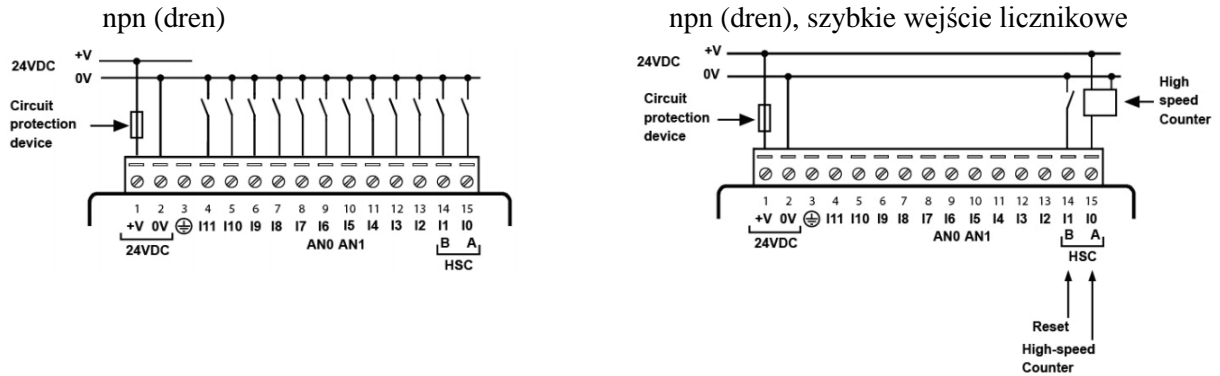 npn (dren)
+V
24VDC
0V
Circuit
protection
device
1 2 3 4 5 6 7 8 9 10 11 12 13 14 15
+V 0V I11 I10 I9 I8 I7 I6 I5 I4 I3 I2 I1 I0
24VDC
AN0 AN1
B A
HSC
npn (dren), szybkie wejście licznikowe
+V
24VDC
0V
Circuit
protection
device
High
speed
Counter
1 2 3 4 5 6 7 8 9 10 11 12 13 14 15
+V 0V I11 I10 I9 I8 I7 I6 I5 I4 I3 I2 I1 I0
24VDC
AN0 AN1
B A
HSC
Reset
High-speed
Counter